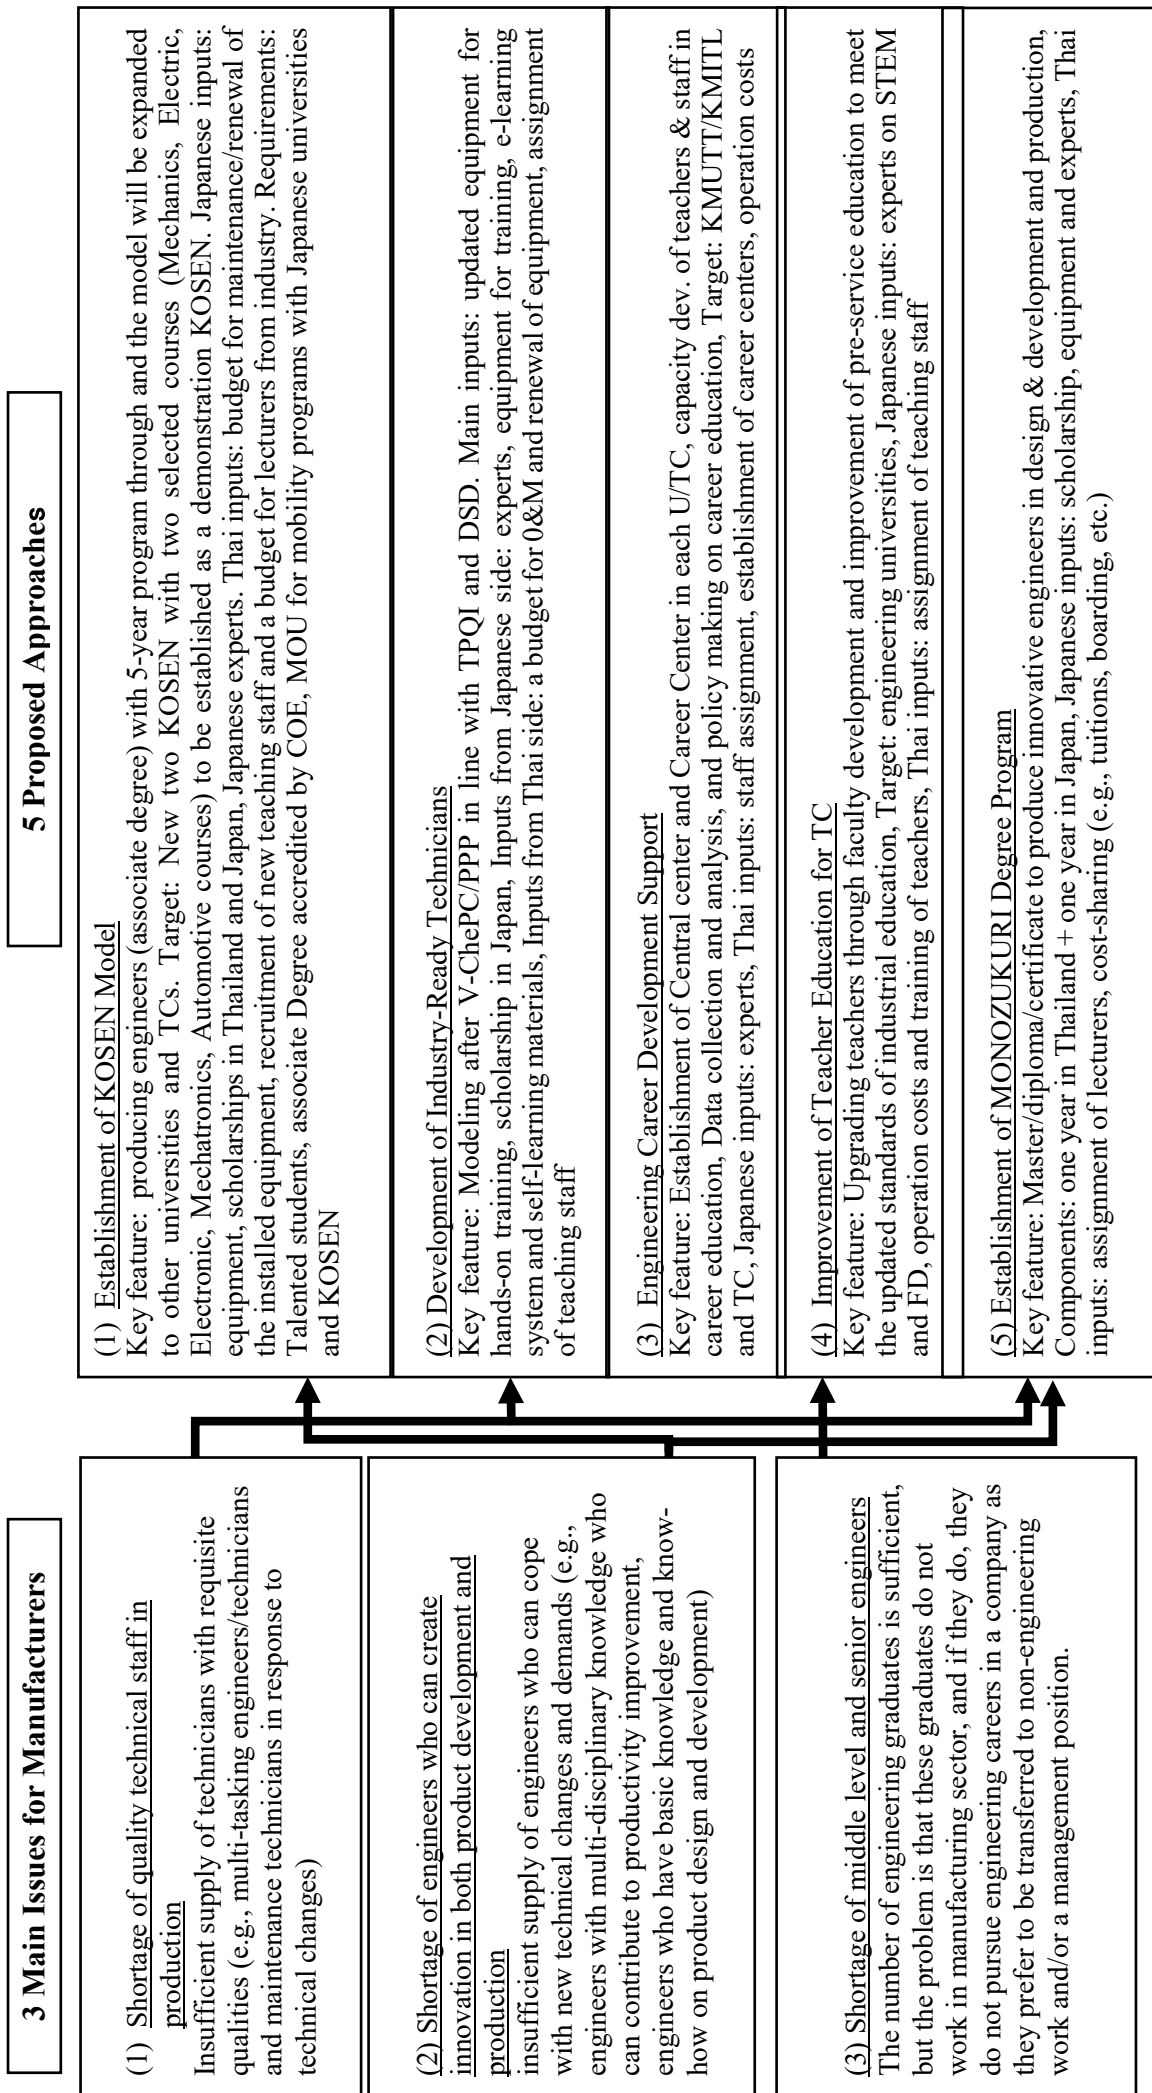 3 Main Issues for Manufacturers
(1) Shortage of quality technical staff in
production
Insufficient supply of technicians with requisite
qualities (e.g., multi-tasking engineers/technicians
and maintenance technicians in response to
technical changes)
(2) Shortage of engineers who can create
innovation in both product development and
production
insufficient supply of engineers who can cope
with new technical changes and demands (e.g.,
engineers with multi-disciplinary knowledge who
can contribute to productivity improvement,
engineers who have basic knowledge and know-
how on product design and development)
(3) Shortage of middle level and senior engineers
The number of engineering graduates is sufficient,
but the problem is that these graduates do not
work in manufacturing sector, and if they do, they
do not pursue engineering careers in a company as
they prefer to be transferred to non-engineering
work and/or a management position.
5 Proposed Approaches
(1) Establishment of KOSEN Model
Key feature: producing engineers (associate degree) with 5-year program through and the model will be expanded
to other universities and TCs. Target: New two KOSEN with two selected courses (Mechanics, Electric,
Electronic, Mechatronics, Automotive courses) to be established as a demonstration KOSEN. Japanese inputs:
equipment, scholarships in Thailand and Japan, Japanese experts. Thai inputs: budget for maintenance/renewal of
the installed equipment, recruitment of new teaching staff and a budget for lecturers from industry. Requirements:
Talented students, associate Degree accredited by COE, MOU for mobility programs with Japanese universities
and KOSEN
(2) Development of Industry-Ready Technicians
Key feature: Modeling after V-ChePC/PPP in line with TPQI and DSD. Main inputs: updated equipment for
hands-on training, scholarship in Japan, Inputs from Japanese side: experts, equipment for training, e-learning
system and self-learning materials, Inputs from Thai side: a budget for 0&M and renewal of equipment, assignment
of teaching staff
(3) Engineering Career Development Support
Key feature: Establishment of Central center and Career Center in each U/TC, capacity dev. of teachers & staff in
career education, Data collection and analysis, and policy making on career education, Target: KMUTT/KMITL
and TC, Japanese inputs: experts, Thai inputs: staff assignment, establishment of career centers, operation costs
(4) Improvement of Teacher Education for TC
Key feature: Upgrading teachers through faculty development and improvement of pre-service education to meet
the updated standards of industrial education, Target: engineering universities, Japanese inputs: experts on STEM
and FD, operation costs and training of teachers, Thai inputs: assignment of teaching staff
(5) Establishment of MONOZUKURI Degree Program
Key feature: Master/diploma/certificate to produce innovative engineers in design & development and production,
Components: one year in Thailand + one year in Japan, Japanese inputs: scholarship, equipment and experts, Thai
inputs: assignment of lecturers, cost-sharing (e.g., tuitions, boarding, etc.)